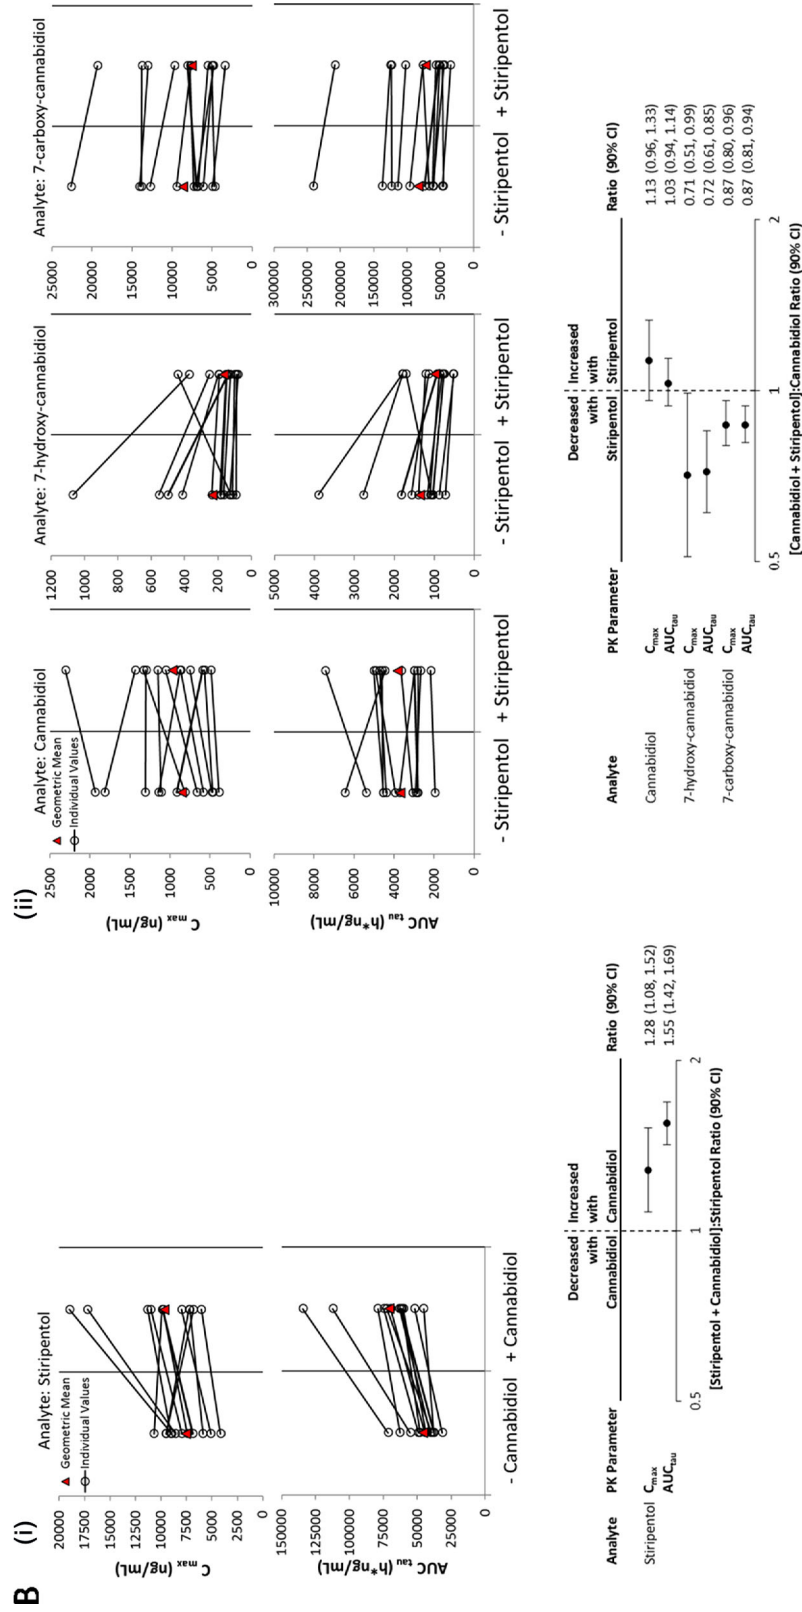 B
(i)
Analyte: Stiripentol
Geometric Mean
Individual Values
C max (ng/mL)
20000
17500
15000
12500
10000
7500
5000
2500
0
AUC tau (h*ng/mL)
150000
125000
100000
75000
50000
25000
0
- Cannabidiol + Cannabidiol
Decreased Increased
with with
Analyte PK Parameter Cannabidiol Cannabidiol Ratio (90% CI)
Stiripentol Cmax 1.28 (1.08, 1.52)
AUCtau 1.55 (1.42, 1.69)
0.5 1 2
[Stiripentol + Cannabidiol]:Stiripentol Ratio (90% CI)
(ii)
Analyte: Cannabidiol
Geometric Mean
Individual Values
C max (ng/mL)
2500
2000
1500
1000
500
0
Analyte: 7-hydroxy-cannabidiol
1200
1000
800
600
400
200
0
Analyte: 7-carboxy-cannabidiol
25000
20000
15000
10000
5000
0
AUC tau (h*ng/mL)
10000
8000
6000
4000
2000
0
- Stiripentol + Stiripentol
5000
4000
3000
2000
1000
0
- Stiripentol + Stiripentol
300000
250000
200000
150000
100000
50000
0
- Stiripentol + Stiripentol
Decreased Increased
with with
Analyte PK Parameter Stiripentol Stiripentol Ratio (90% CI)
Cannabidiol Cmax 1.13 (0.96, 1.33)
AUCtau 1.03 (0.94, 1.14)
7-hydroxy-cannabidiol Cmax 0.71 (0.51, 0.99)
AUCtau 0.72 (0.61, 0.85)
7-carboxy-cannabidiol Cmax 0.87 (0.80, 0.96)
AUCtau 0.87 (0.81, 0.94)
0.5 1 2
[Cannabidiol + Stiripentol]:Cannabidiol Ratio (90% CI)